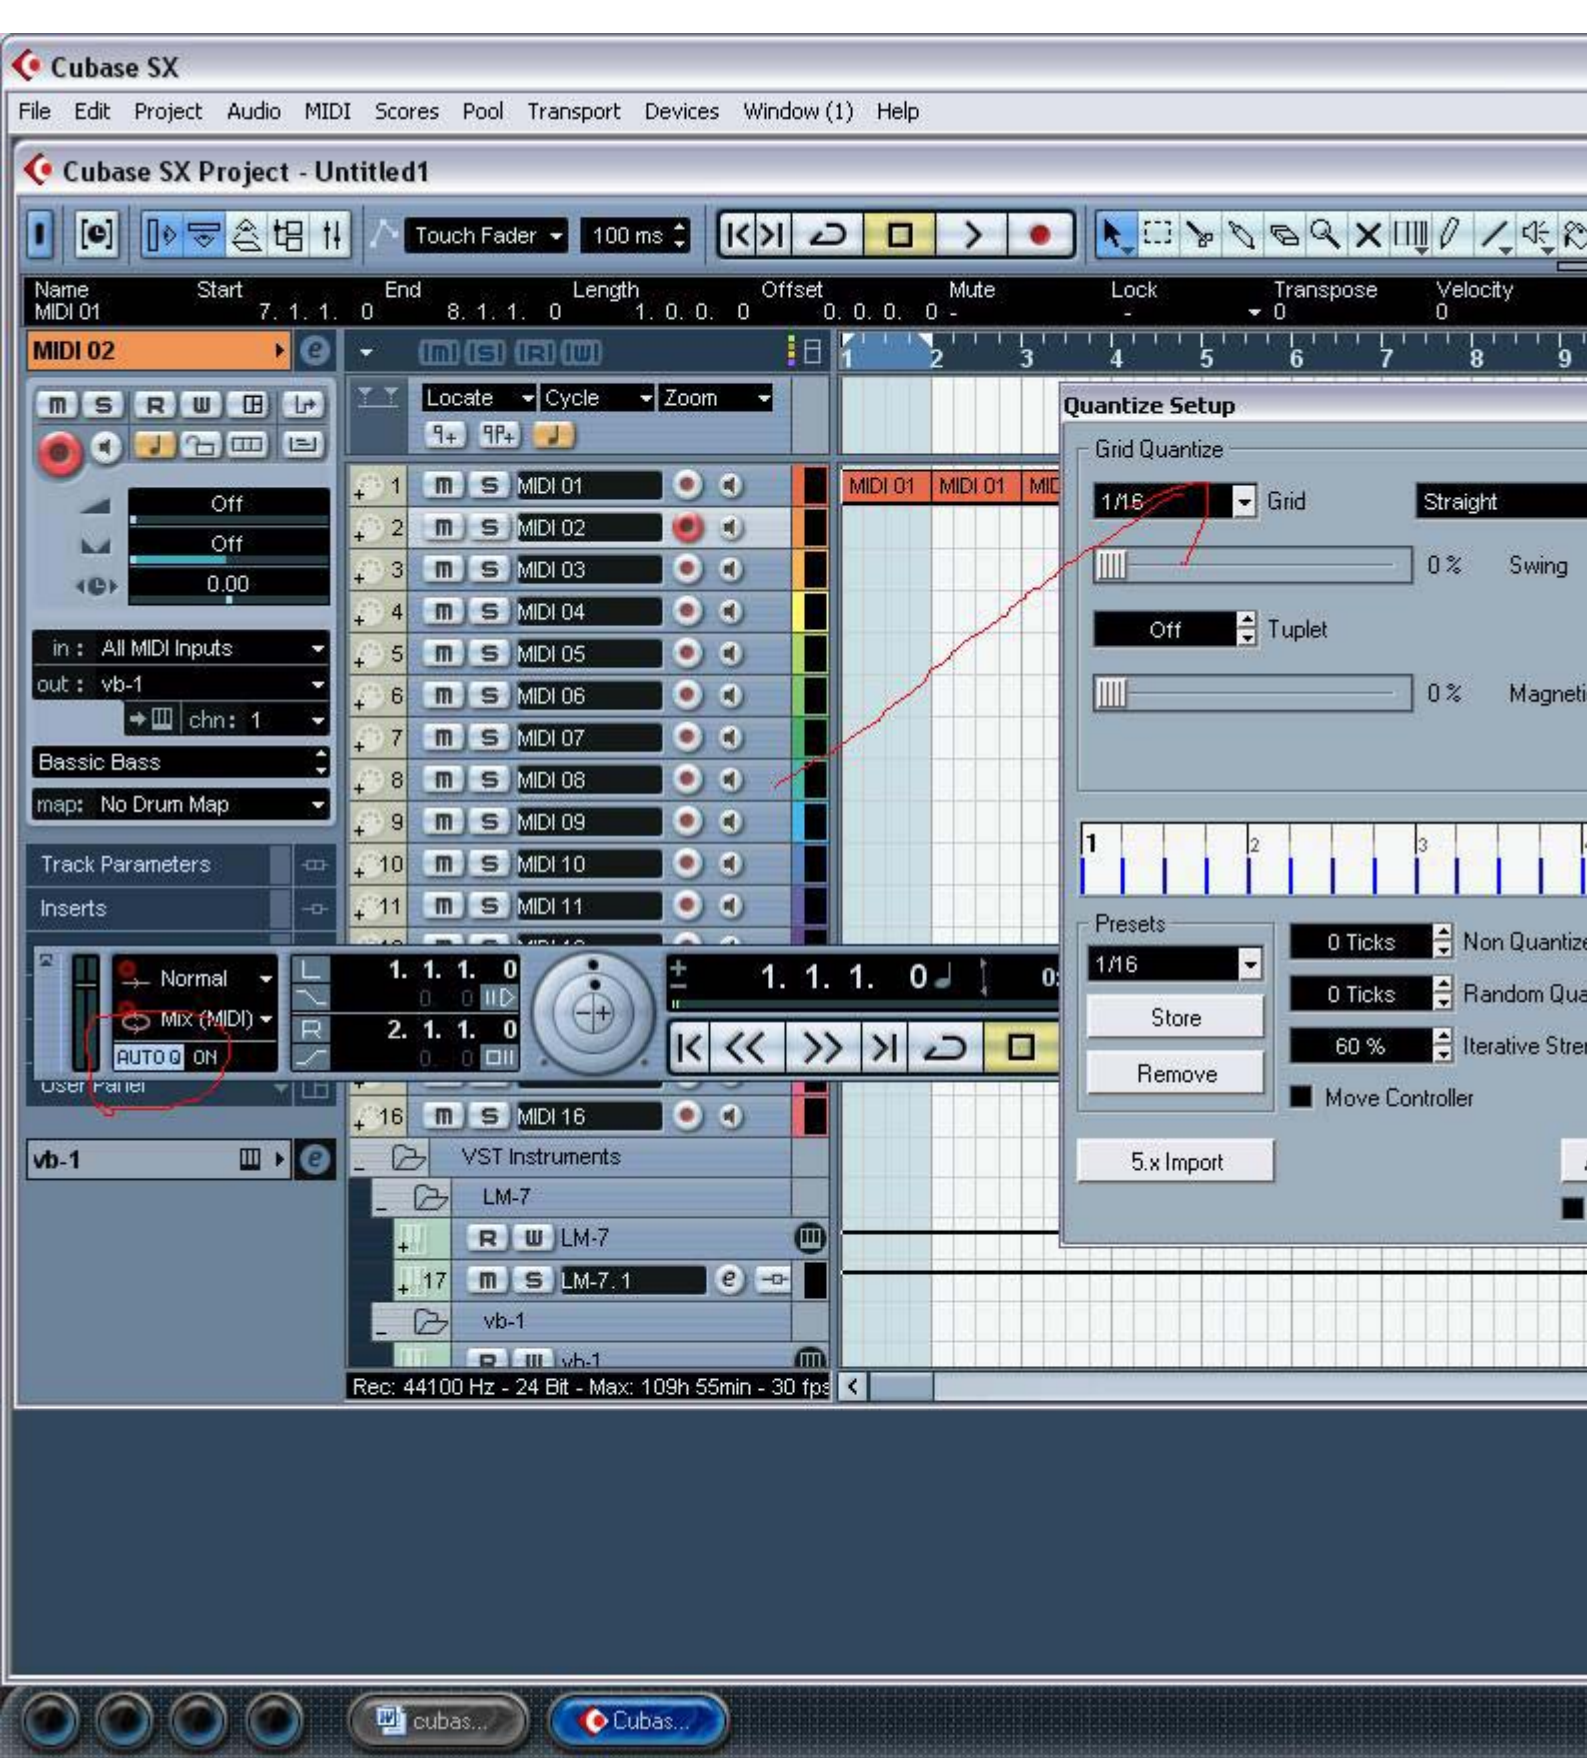 Cubase SX
File Edit Project Audio MIDI Scores Pool Transport Devices Window (1) Help
Cubase SX Project - Untitled1
Touch Fader 100 ms
Name Start End Length Offset Mute Lock Transpose Velocity
MIDI 01 7. 1. 1. 0 8. 1. 1. 0 1. 0. 0. 0 0. 0. 0. 0 - - 0 0
MIDI 02 e [M] [S] [R] [W] 1 2 3 4 5 6 7 8 9
m S R W
Off
Off
0.00
in : All MIDI Inputs
out : vb-1
chn: 1
Bassic Bass
map: No Drum Map
Track Parameters
Inserts
Locate Cycle Zoom
1 m S MIDI 01
2 m S MIDI 02
3 m S MIDI 03
4 m S MIDI 04
5 m S MIDI 05
6 m S MIDI 06
7 m S MIDI 07
8 m S MIDI 08
9 m S MIDI 09
10 m S MIDI 10
11 m S MIDI 11
MIDI 01 MIDI 01
Quantize Setup
Grid Quantize
1/16 Grid Straight
0 % Swing
Off Tuplet
0 %
1 2 3
Presets
1/16
Store
Remove
0 Ticks Non
0 Ticks Random
60 % Iterative
Move Controller
5.x Import
Normal
Mix (MIDI)
AUTO Q ON
L 1. 1. 1. 0
0. 0
R 2. 1. 1. 0
0. 0
1. 1. 1. 0
User Panel
vb-1 e
16 m S MIDI 16
VST Instruments
LM-7
R W LM-7
17 m S LM-7. 1 e
vb-1
R W vb-1
Rec: 44100 Hz - 24 Bit - Max: 109h 55min - 30 fps
cubas... Cubas...